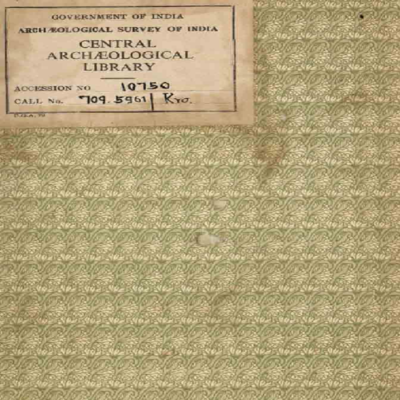 GOVERNMENT OF INDIA
ARCHÆOLOGICAL SURVEY OF INDIA
CENTRAL
ARCHÆOLOGICAL
LIBRARY
ACCESSION NO 10750
CALL No. 709.5961/Kyo.